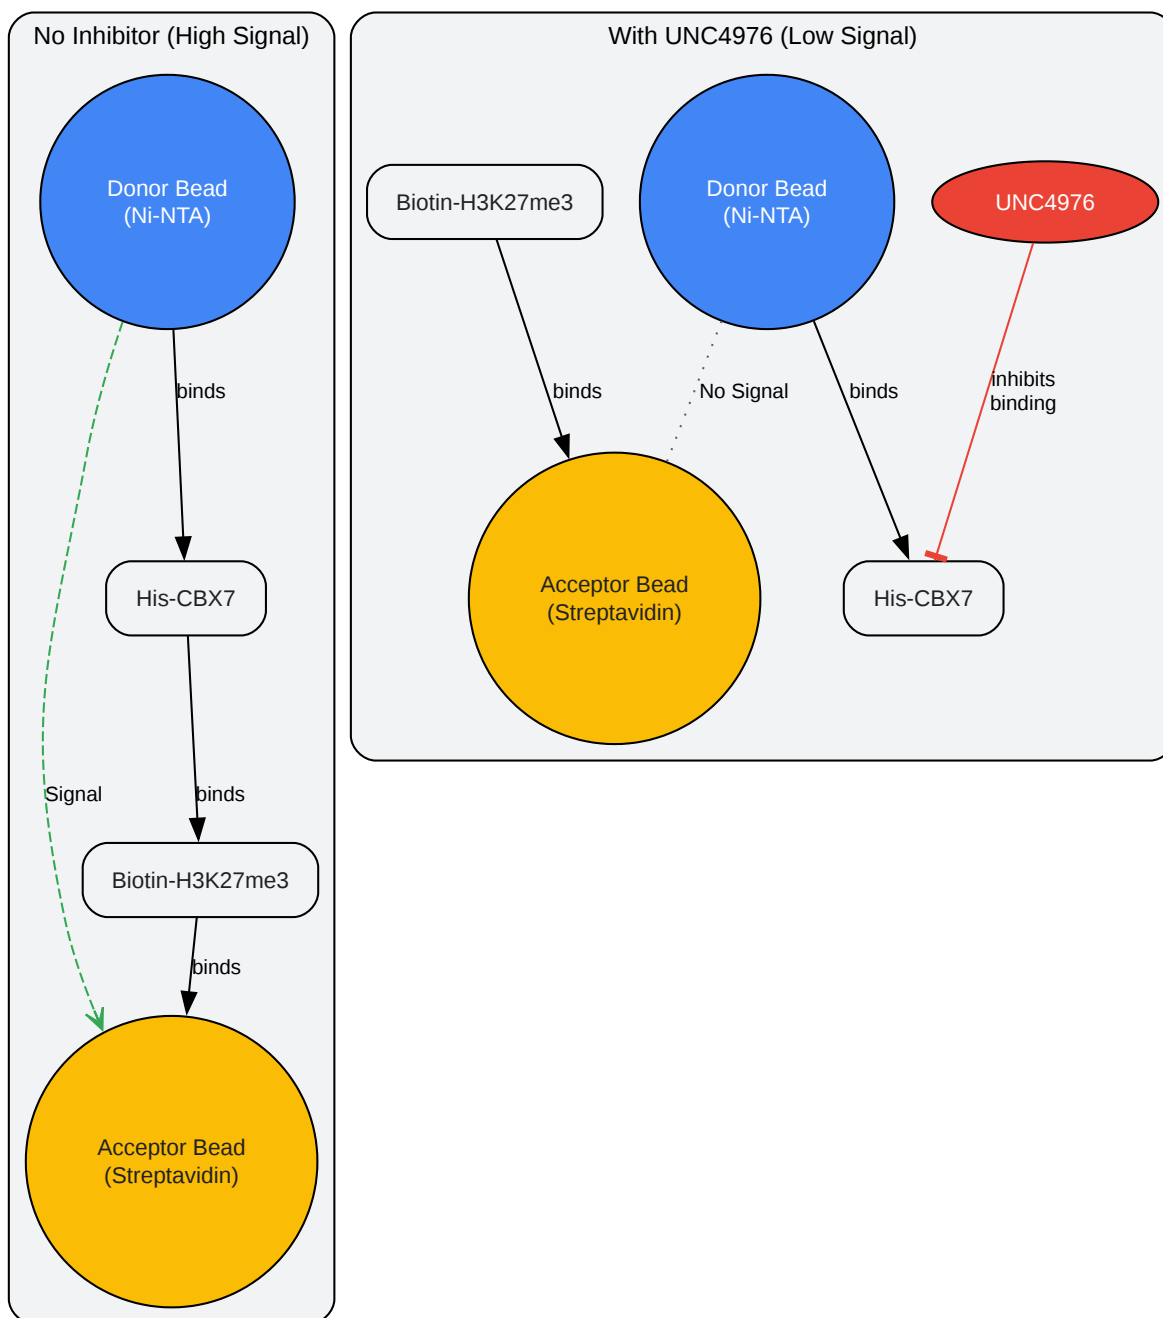 No Inhibitor (High Signal)
Donor Bead
(Ni-NTA)
binds
His-CBX7
Signal
binds
Biotin-H3K27me3
binds
Acceptor Bead
(Streptavidin)
With UNC4976 (Low Signal)
Biotin-H3K27me3
Donor Bead
(Ni-NTA)
UNC4976
binds
No Signal
binds
inhibits
binding
Acceptor Bead
(Streptavidin)
His-CBX7